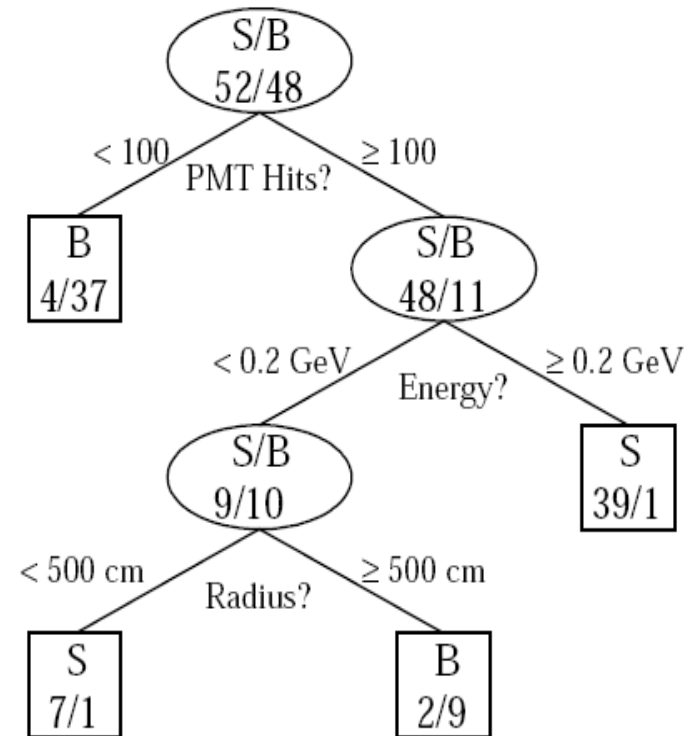 S/B
52/48
< 100
≥ 100
PMT Hits?
B
4/37
S/B
48/11
< 0.2 GeV
≥ 0.2 GeV
Energy?
S/B
9/10
S
39/1
< 500 cm
≥ 500 cm
Radius?
S
7/1
B
2/9